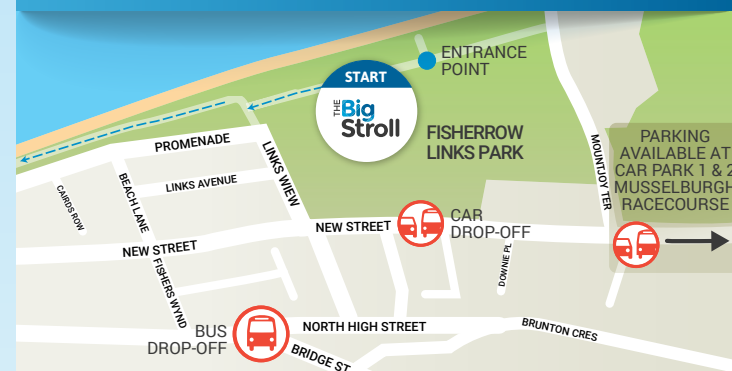 ENTRANCE
POINT
START
THE Big
Stroll
FISHERROW
LINKS PARK
PROMENADE
LINKS WIEW
MOUNTJOY TER
PARKING
AVAILABLE AT
CAR PARK 1 & 2
MUSSELBURGH
RACECOURSE
CAIRDS ROW
BEACH LANE
LINKS AVENUE
NEW STREET
NEW STREET
CAR
DROP-OFF
DOWNIE PL
FISHERS WYND
BUS
DROP-OFF
NORTH HIGH STREET
BRUNTON CRES
BRIDGE ST